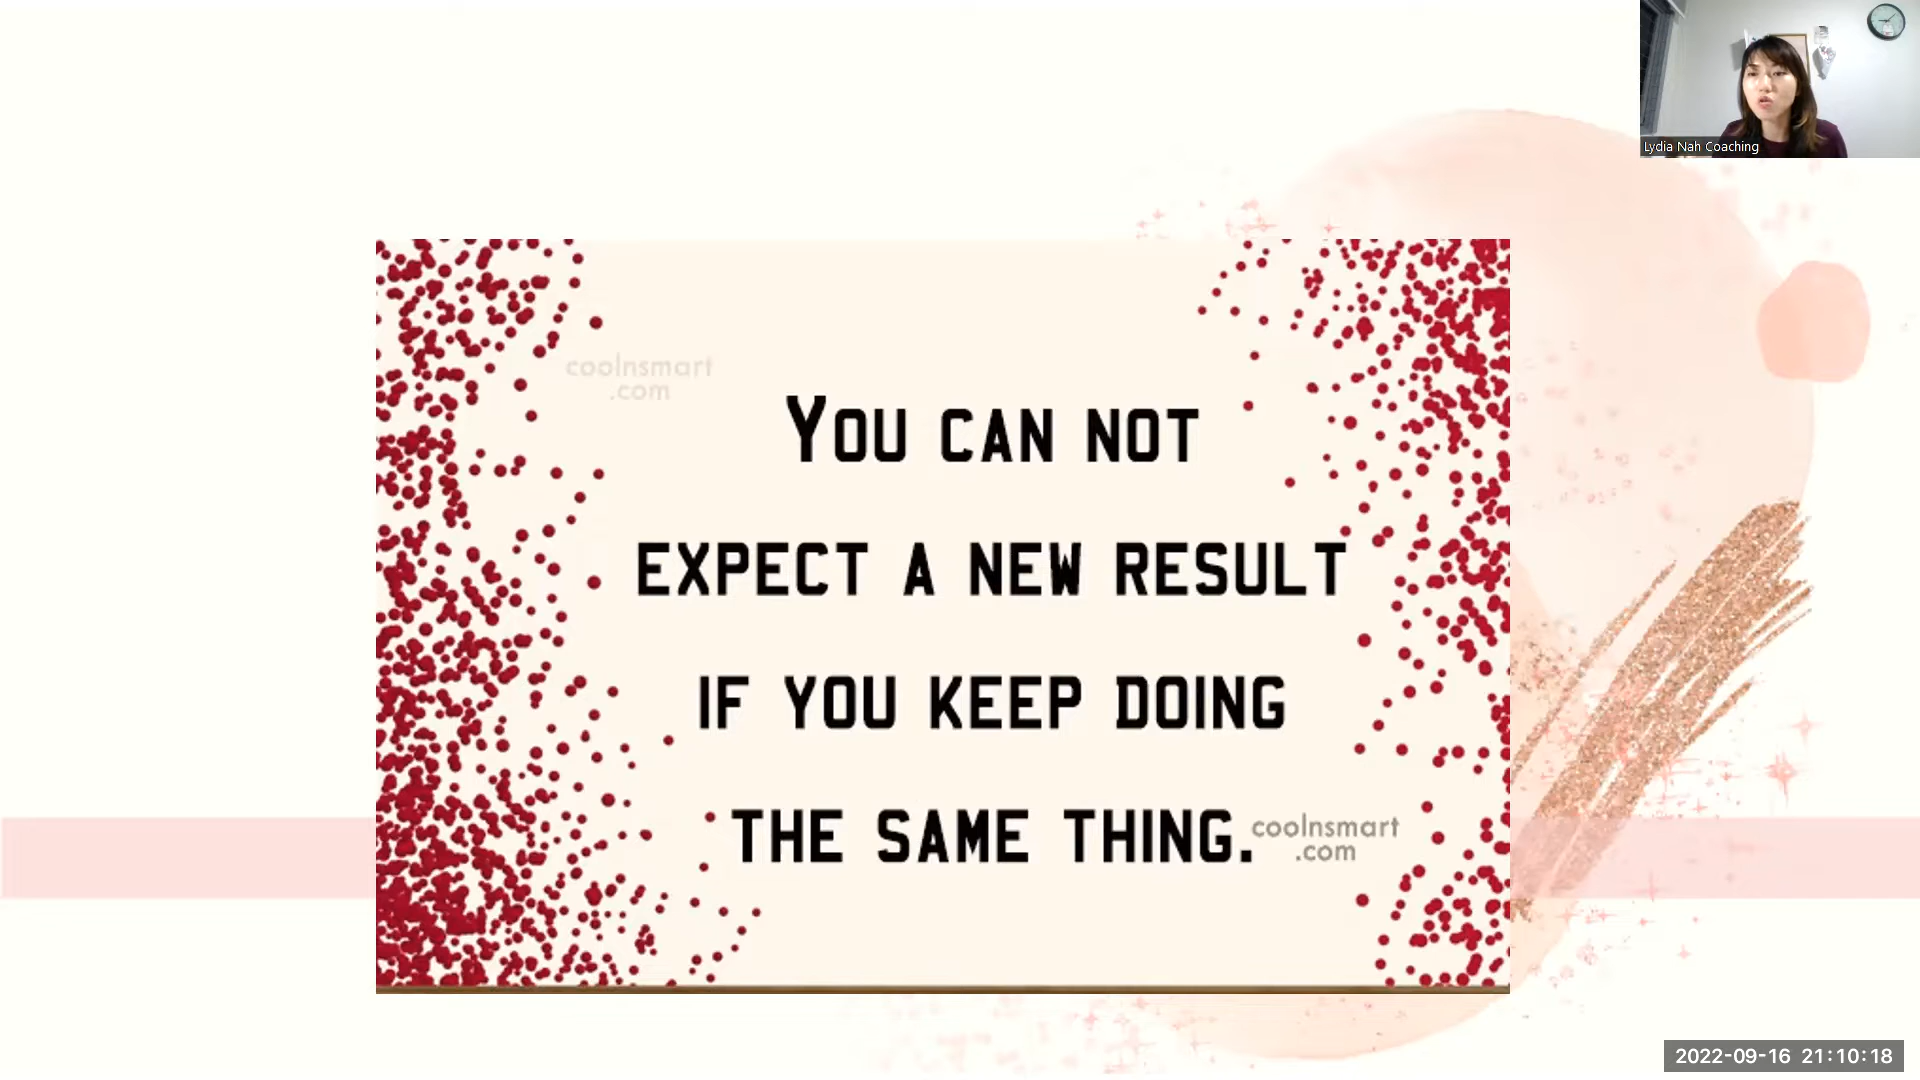 Lydia Nah Coaching
coolnsmart
.com
YOU CAN NOT
EXPECT A NEW RESULT
IF YOU KEEP DOING
THE SAME THING.
coolnsmart
.com
2022-09-16 21:10:18